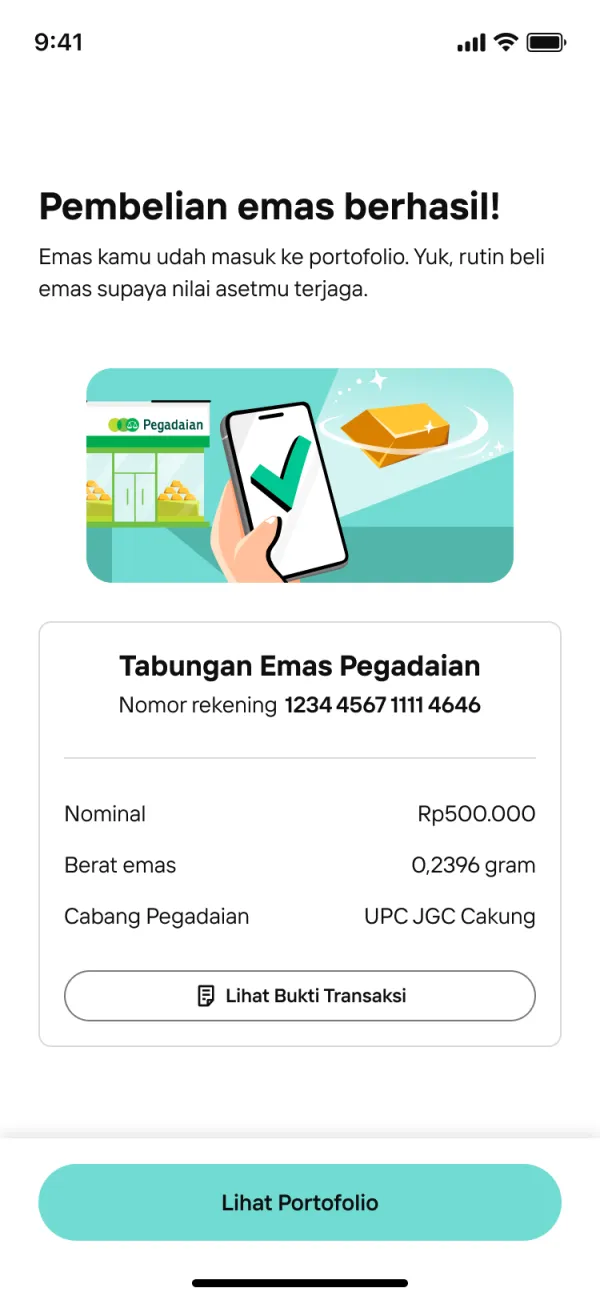 9:41
Pembelian emas berhasil!
Emas kamu udah masuk ke portofolio. Yuk, rutin beli
emas supaya nilai asetmu terjaga.
Pegadaian
Tabungan Emas Pegadaian
Nomor rekening 1234 4567 1111 4646
Nominal Rp500.000
Berat emas 0,2396 gram
Cabang Pegadaian UPC JGC Cakung
Lihat Bukti Transaksi
Lihat Portofolio